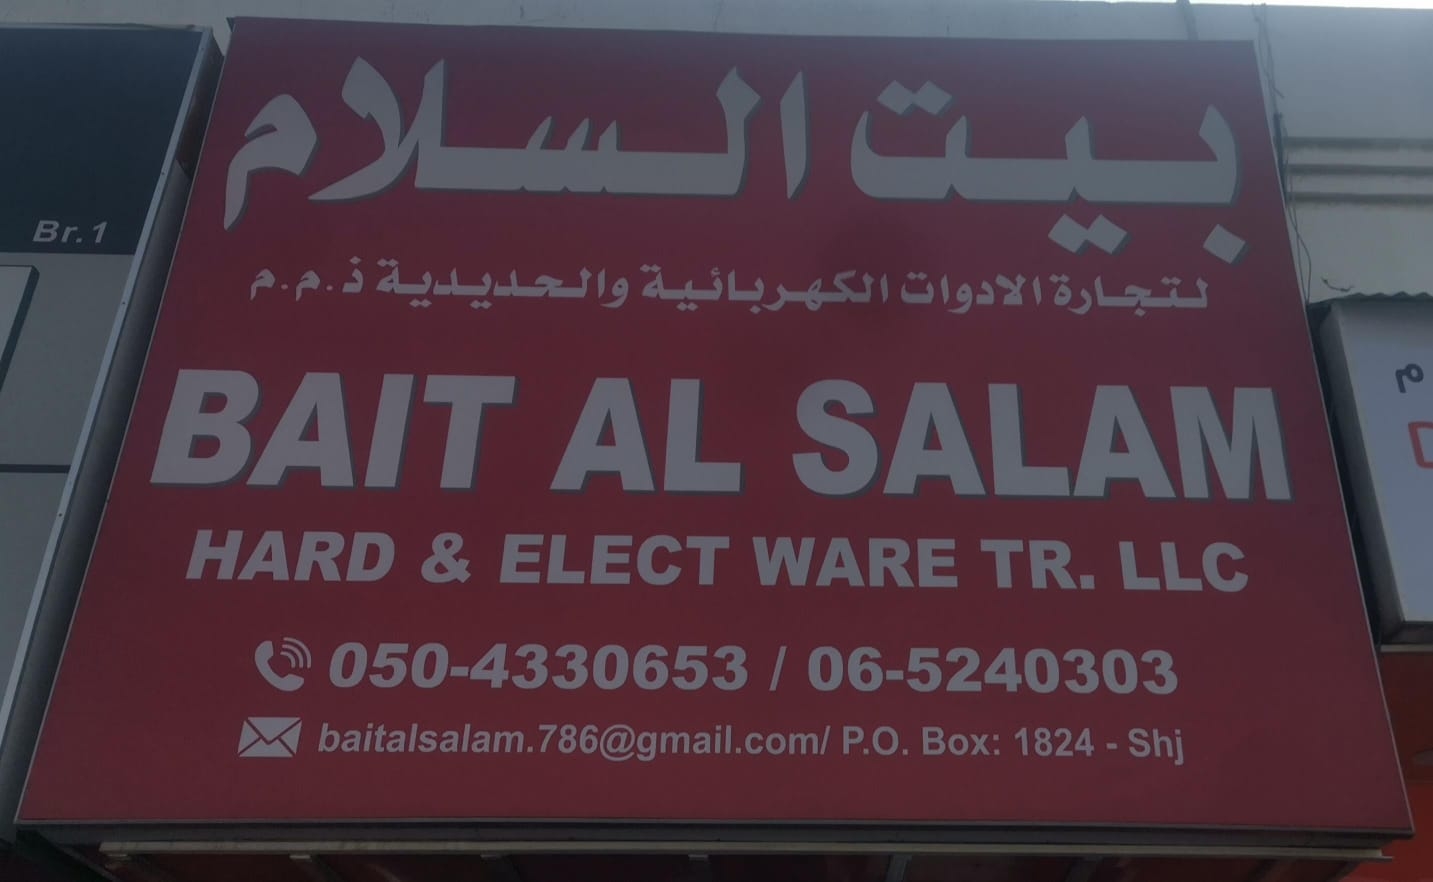 بيت السلام
لتجارة الادوات الكهربائية والحديدية ذ.م.م
BAIT AL SALAM
HARD & ELECT WARE TR. LLC
050-4330653 / 06-5240303
baitalsalam.786@gmail.com/ P.O. Box: 1824 - Shj
Br.1
م